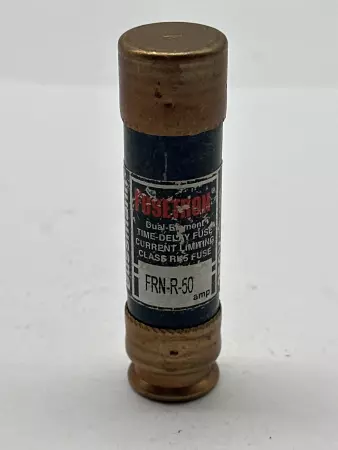 FUSETRON
Dual-Element
TIME-DELAY FUSE
CURRENT LIMITING
CLASS RK5 FUSE
FRN-R-50
amp